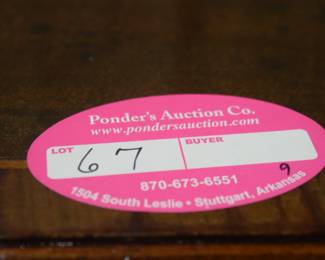 Ponder's Auction Co.
www.pondersauction.com
LOT 67 BUYER
870-673-6551
9
1504 South Leslie • Stuttgart, Arkansas